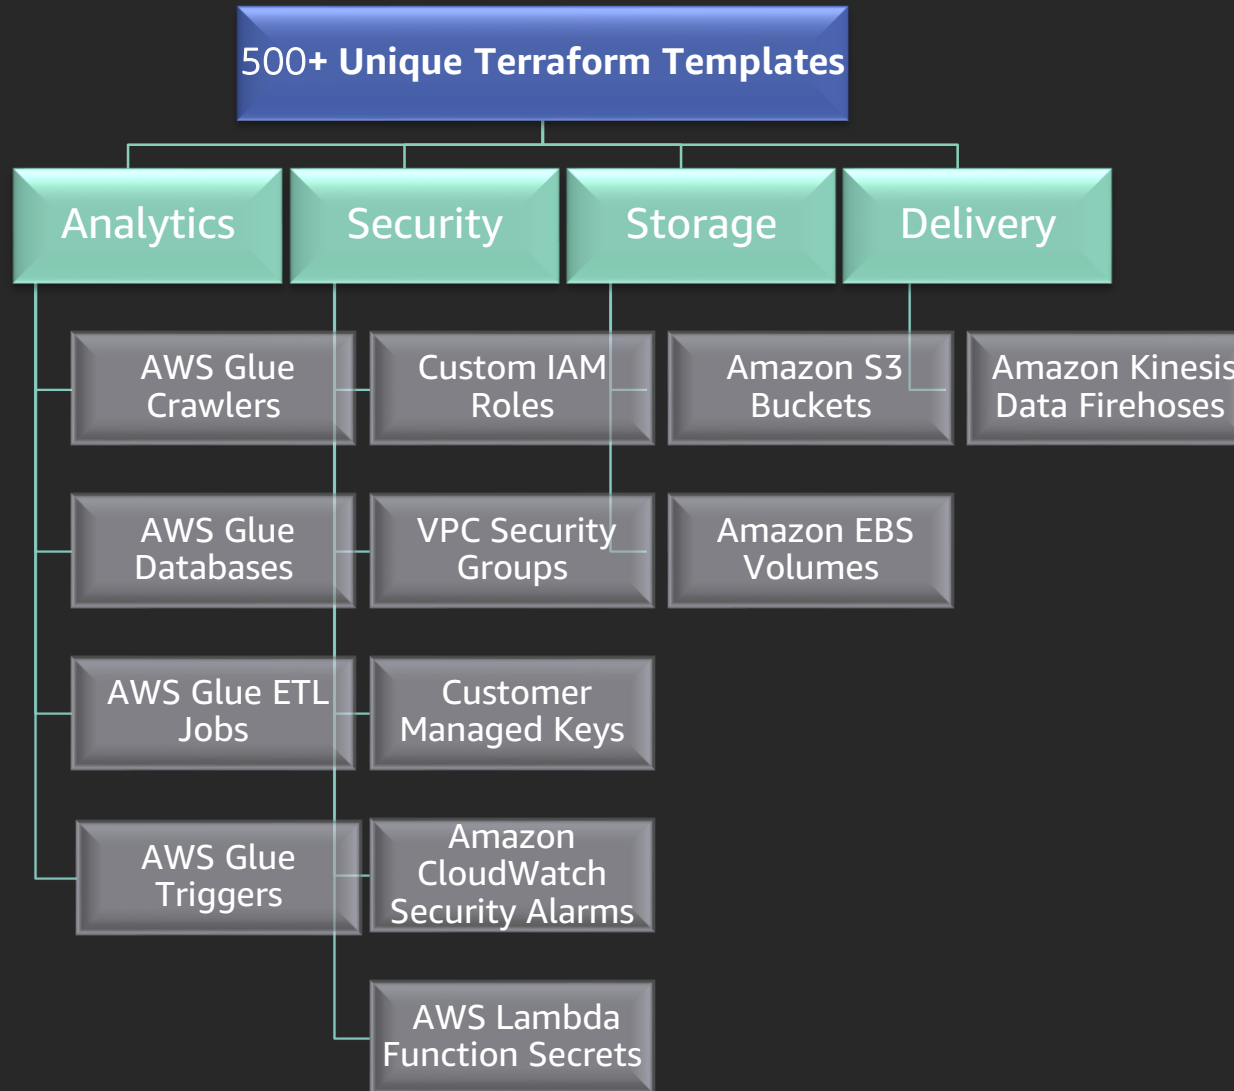 500+ Unique Terraform Templates
Analytics
Security
Storage
Delivery
AWS Glue
Crawlers
Custom IAM
Roles
Amazon S3
Buckets
Amazon Kinesis
Data Firehoses
AWS Glue
Databases
VPC Security
Groups
Amazon EBS
Volumes
AWS Glue ETL
Jobs
Customer
Managed Keys
AWS Glue
Triggers
Amazon
CloudWatch
Security Alarms
AWS Lambda
Function Secrets